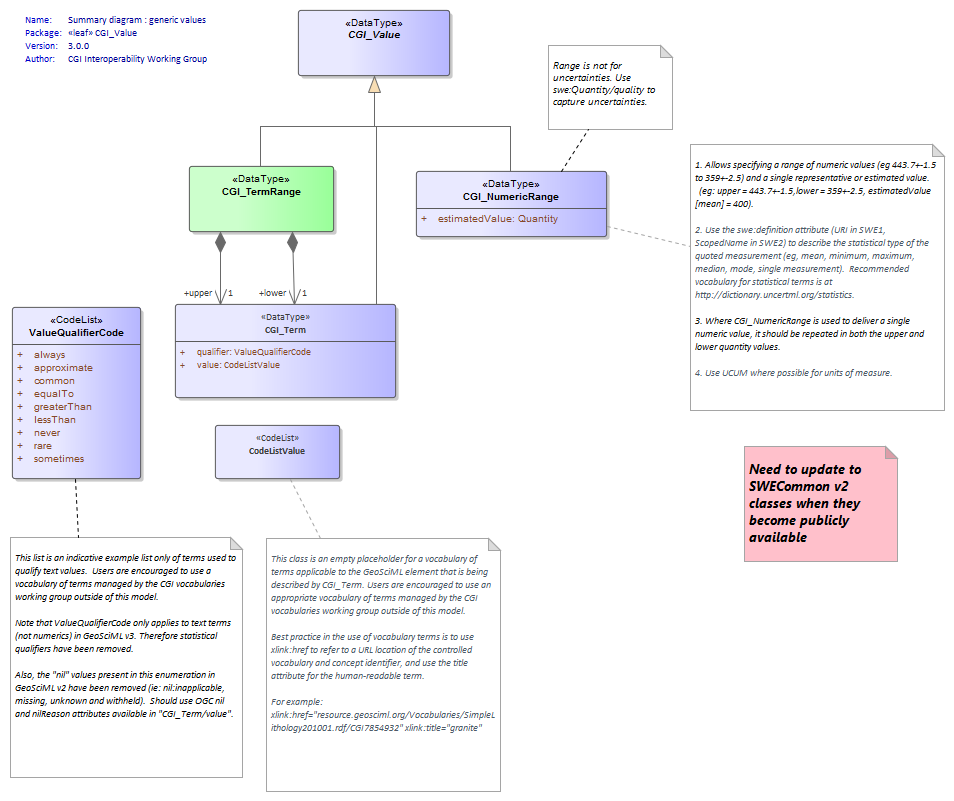 Name: Summary diagram : generic values
Package: «leaf» CGI_Value
Version: 3.0.0
Author: CGI Interoperability Working Group
«DataType»
CGI_Value
Range is not for
uncertainties. Use
swe:Quantity/quality to
capture uncertainties.
«DataType»
CGI_TermRange
«DataType»
CGI_NumericRange
+ estimatedValue: Quantity
1. Allows specifying a range of numeric values (eg 443.7+-1.5
to 359+-2.5) and a single representative or estimated value.
(eg: upper = 443.7+-1.5,lower = 359+-2.5, estimatedValue
[mean] = 400).
2. Use the swe:definition attribute (URI in SWE1,
ScopedName in SWE2) to describe the statistical type of the
quoted measurement (eg, mean, minimum, maximum,
median, mode, single measurement). Recommended
vocabulary for statistical terms is at
http://dictionary.uncertml.org/statistics.
3. Where CGI_NumericRange is used to deliver a single
numeric value, it should be repeated in both the upper and
lower quantity values.
4. Use UCUM where possible for units of measure.
+upper 1
+lower 1
«DataType»
CGI_Term
+ qualifier: ValueQualifierCode
+ value: CodeListValue
«CodeList»
ValueQualifierCode
+ always
+ approximate
+ common
+ equalTo
+ greaterThan
+ lessThan
+ never
+ rare
+ sometimes
«CodeList»
CodeListValue
Need to update to
SWECommon v2
classes when they
become publicly
available
This list is an indicative example list only of terms used to
qualify text values. Users are encouraged to use a
vocabulary of terms managed by the CGI vocabularies
working group outside of this model.
Note that ValueQualifierCode only applies to text terms
(not numerics) in GeoSciML v3. Therefore statistical
qualifiers have been removed.
Also, the "nil" values present in this enumeration in
GeoSciML v2 have been removed (ie: nil:inapplicable,
missing, unknown and withheld). Should use OGC nil
and nilReason attributes available in "CGI_Term/value".
This class is an empty placeholder for a vocabulary of
terms applicable to the GeoSciML element that is being
described by CGI_Term. Users are encouraged to use an
appropriate vocabulary of terms managed by the CGI
vocabularies working group outside of this model.
Best practice in the use of vocabulary terms is to use
xlink:href to refer to a URL location of the controlled
vocabulary and concept identifier, and use the title
attribute for the human-readable term.
For example:
xlink:href="resource.geosciml.org/Vocabularies/SimpleL
ithology201001.rdf/CGI7854932" xlink:title="granite"